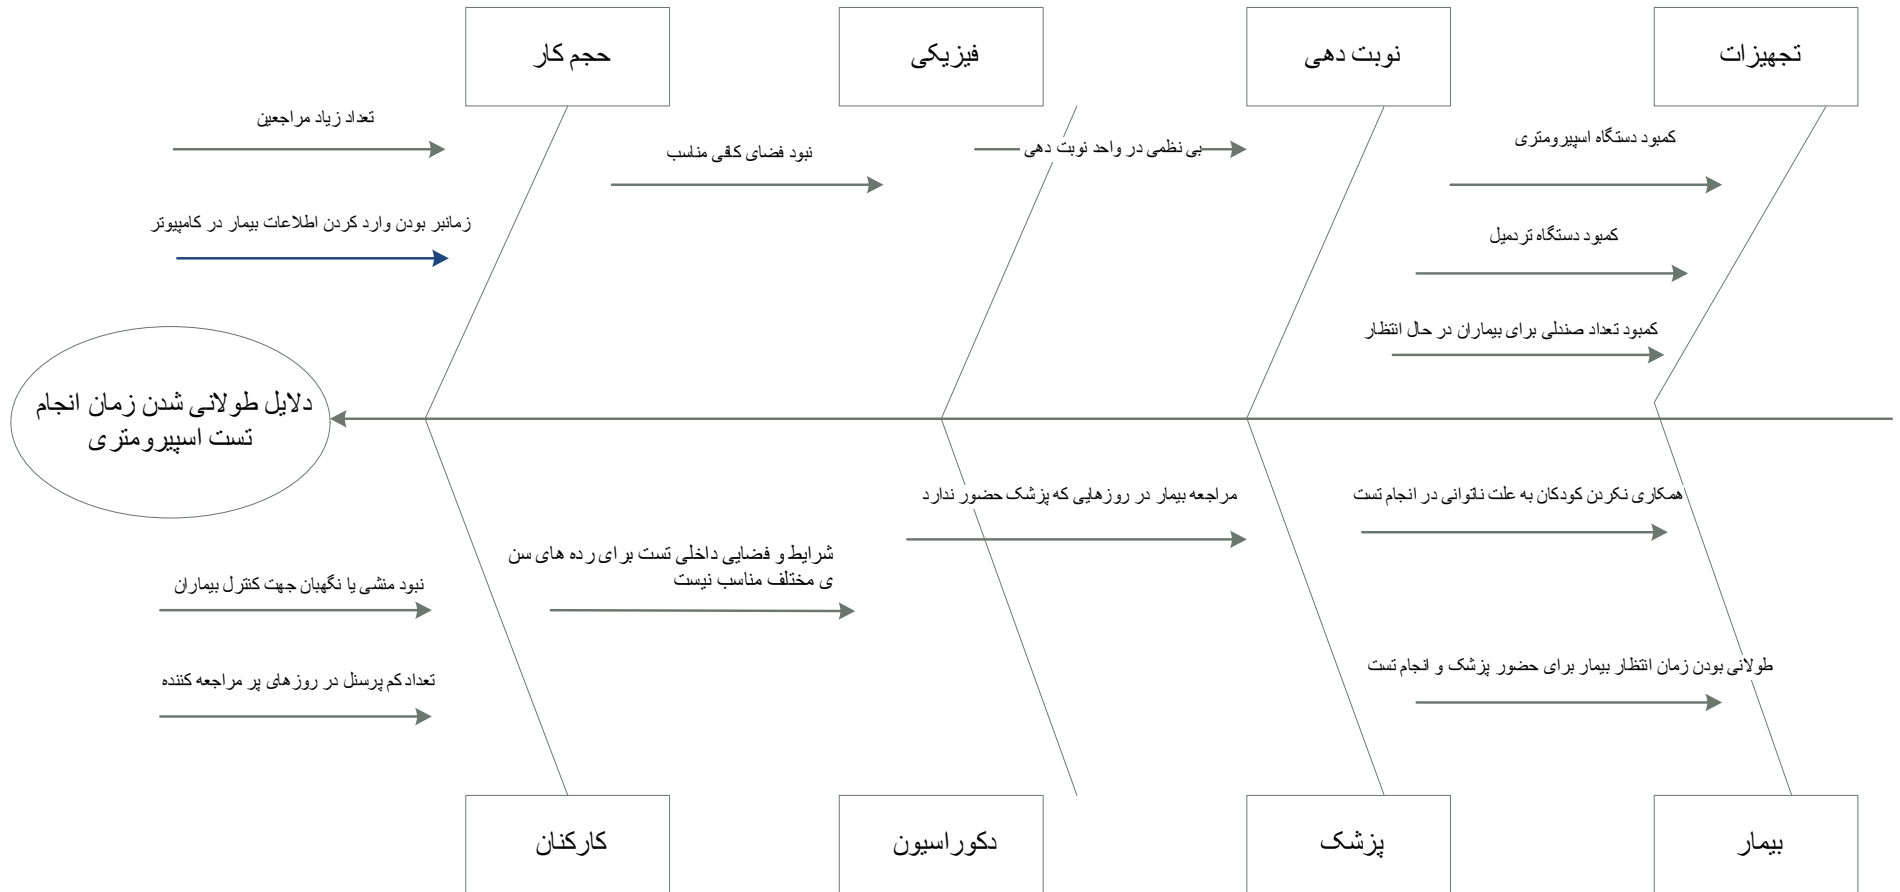 تجهیزات
نوبت دهی
فیزیکی
حجم کار
کمبود دستگاه اسپیرومتری
بی نظمی در واحد نوبت دهی
نبود فضای کافی مناسب
تعداد زیاد مراجعین
کمبود دستگاه تردمیل
زمانبر بودن وارد کردن اطلاعات بیمار در کامپیوتر
کمبود تعداد صندلی برای بیماران در حال انتظار
دلایل طولانی شدن زمان انجام
تست اسپیرومتری
همکاری نکردن کودکان به علت ناتوانی در انجام تست
مراجعه بیمار در روزهایی که پزشک حضور ندارد
شرایط و فضایی داخلی تست برای رده های سن
ی مختلف مناسب نیست
نبود منشی یا نگهبان جهت کنترل بیماران
طولانی بودن زمان انتظار بیمار برای حضور پزشک و انجام تست
تعداد کم پرسنل در روزهای پر مراجعه کننده
بیمار
پزشک
دکوراسیون
کارکنان